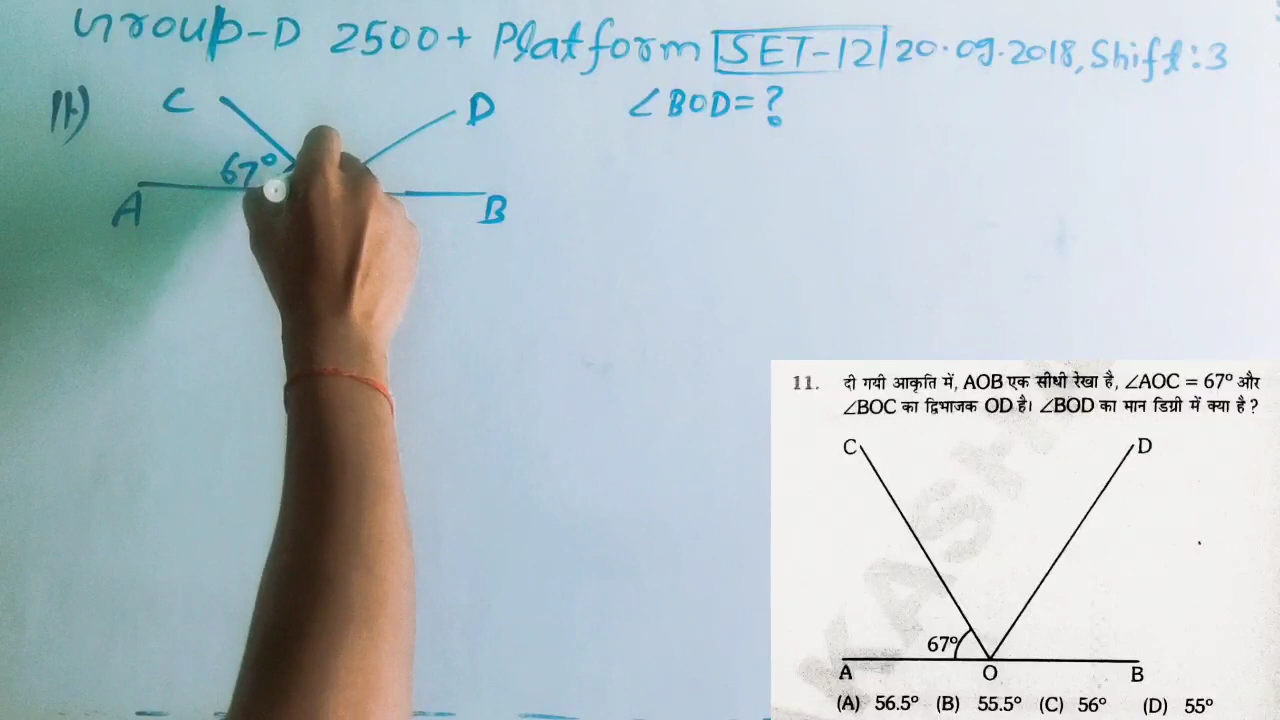 Group-D 2500+ Platform SET-12 20.09.2018, Shift:3
11) C D ∠BOD=?
67°
A B
11. दी गयी आकृति में, AOB एक सीधी रेखा है, ∠AOC = 67° और
∠BOC का द्विभाजक OD है। ∠BOD का मान डिग्री में क्या है ?
C D
67°
A O B
(A) 56.5° (B) 55.5° (C) 56° (D) 55°